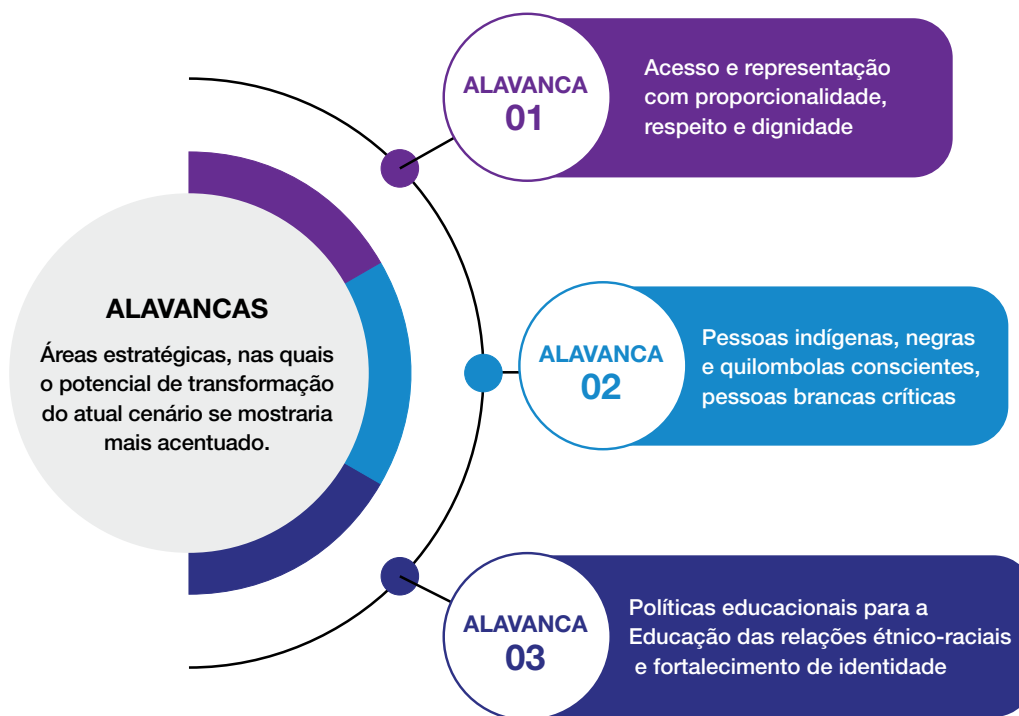 ALAVANCAS
Áreas estratégicas, nas quais
o potencial de transformação
do atual cenário se mostraria
mais acentuado.
ALAVANCA
01
Acesso e representação
com proporcionalidade,
respeito e dignidade
ALAVANCA
02
Pessoas indígenas, negras
e quilombolas conscientes,
pessoas brancas críticas
ALAVANCA
03
Políticas educacionais para a
Educação das relações étnico-raciais
e fortalecimento de identidade